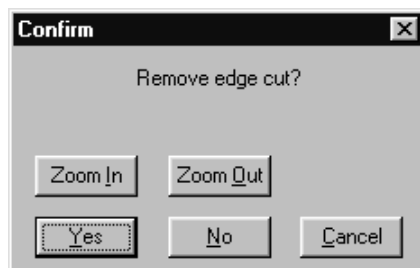 Confirm
Remove edge cut?
Zoom In
Zoom Out
Yes
No
Cancel